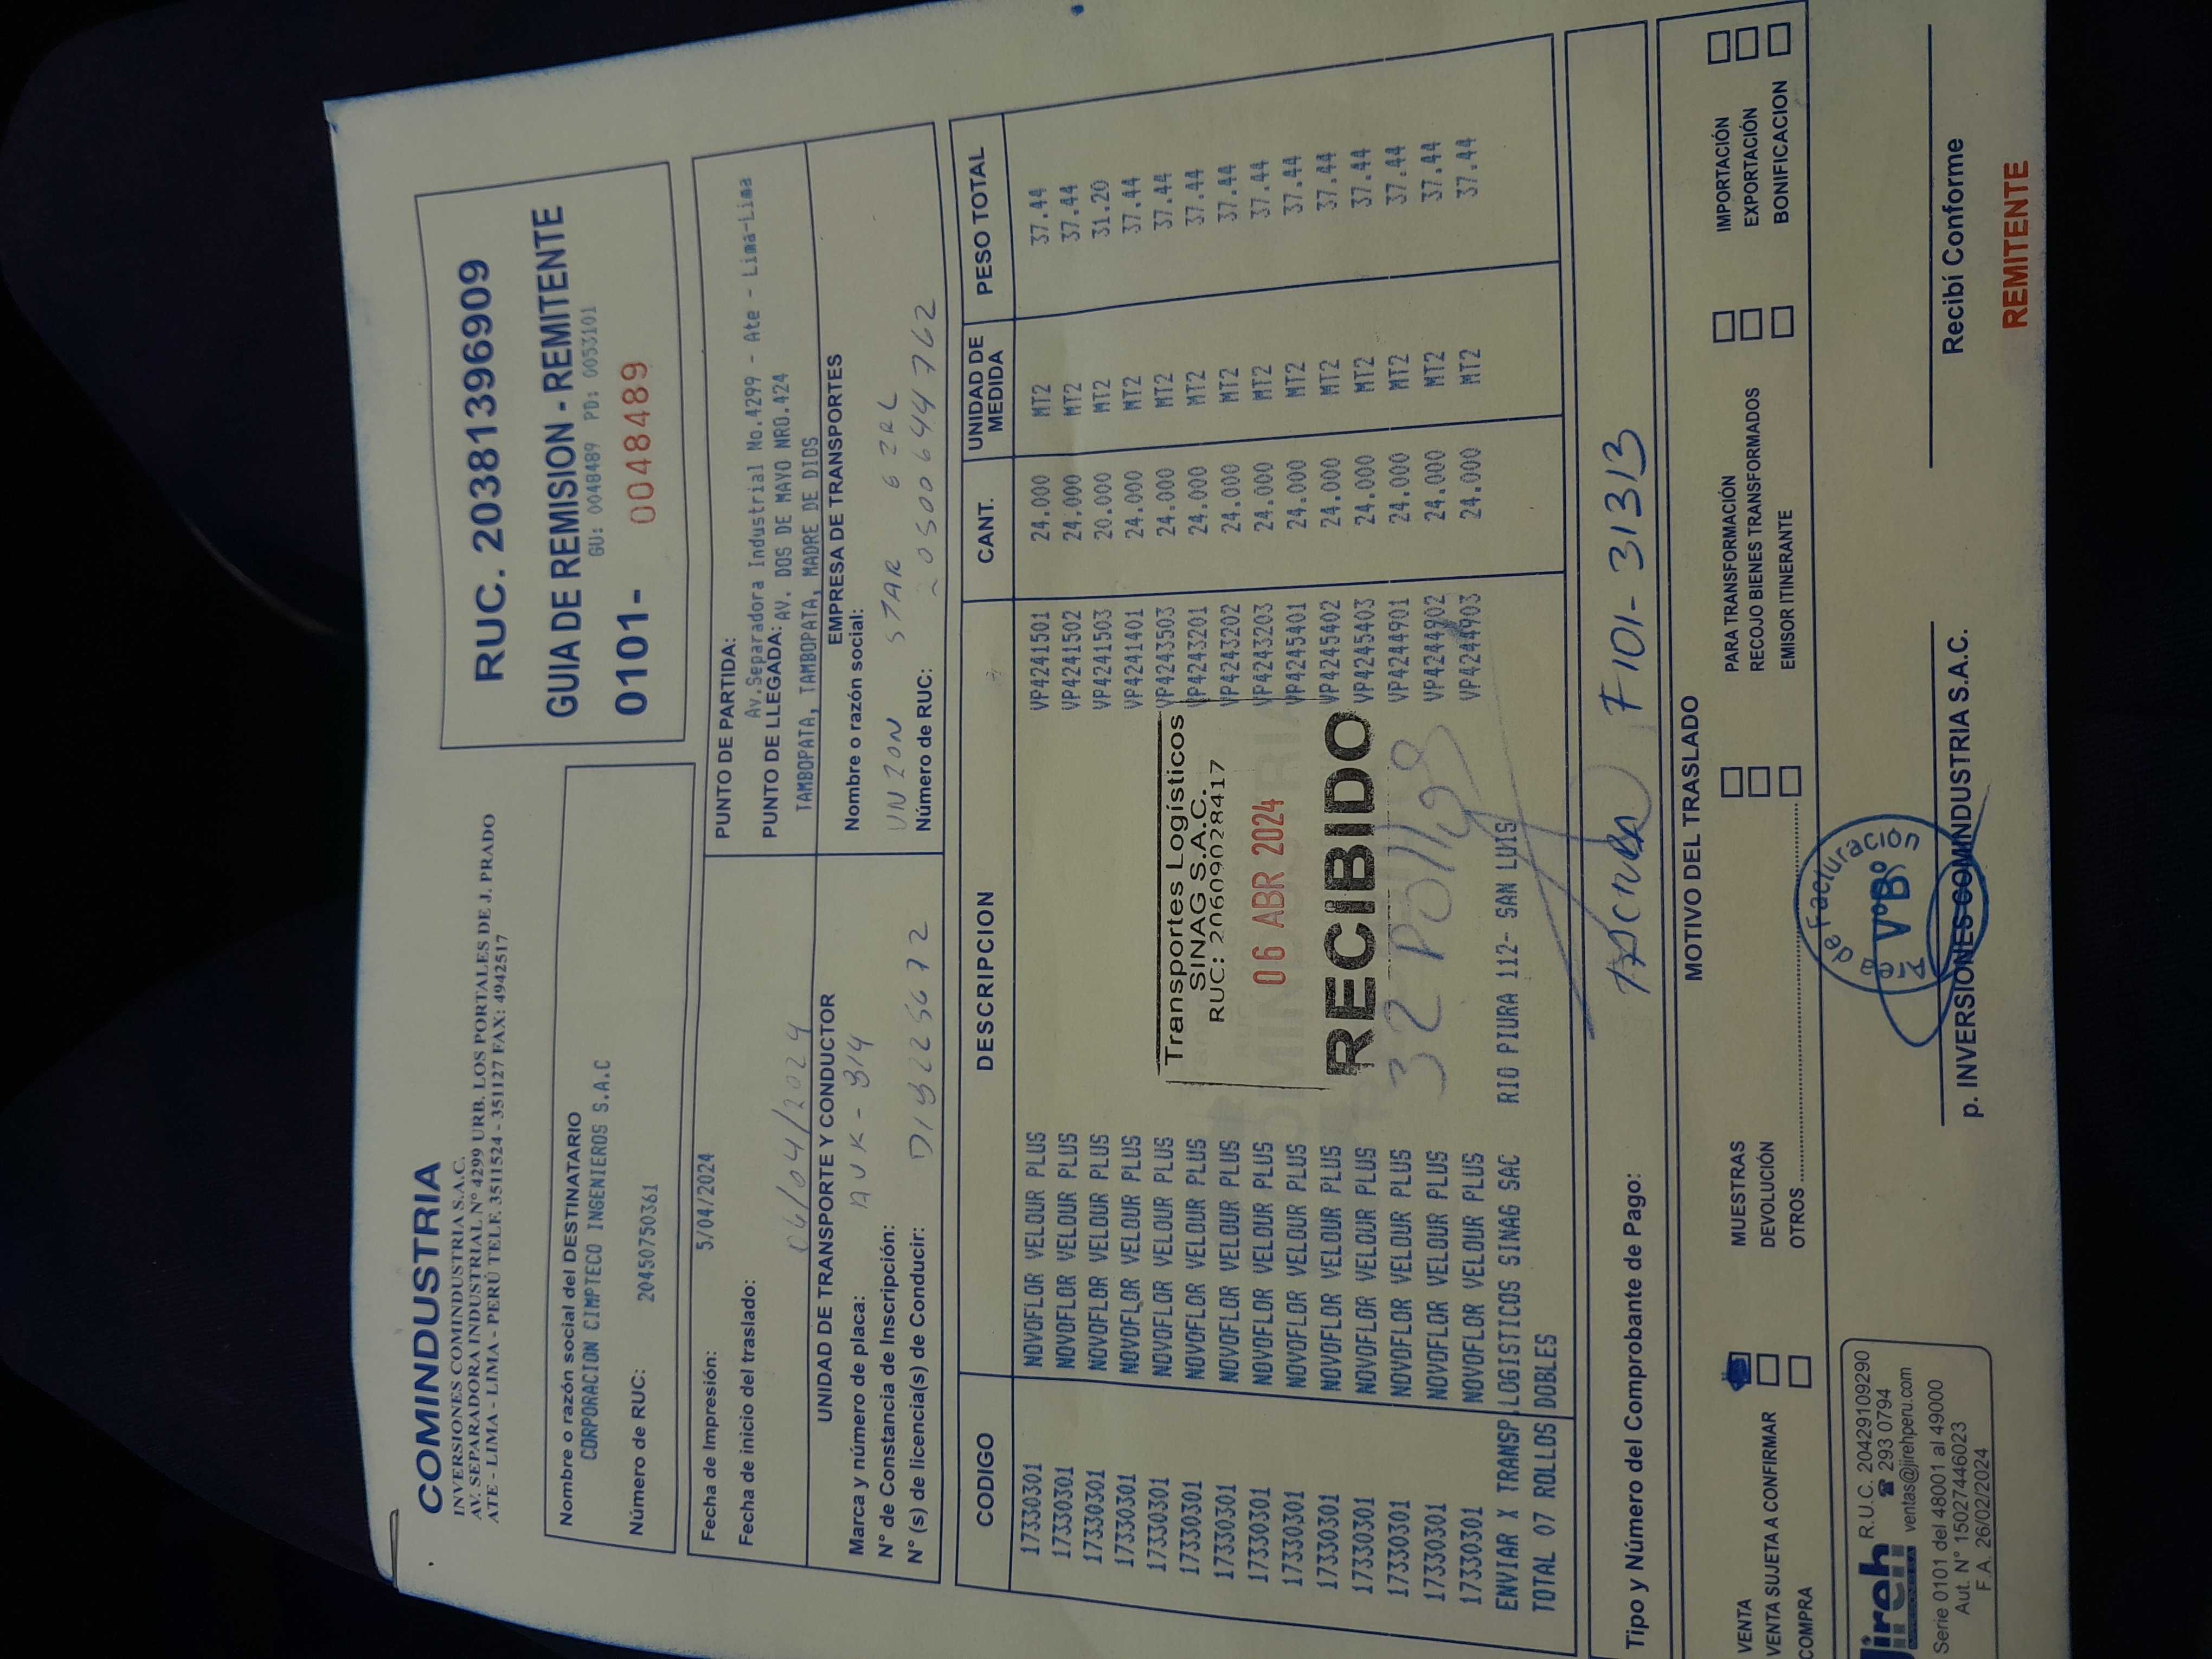 COMINDUSTRIA
INVERSIONES COMINDUSTRIA S.A.C.
AV. SEPARADORA INDUSTRIAL Nº 4299 URB. LOS PORTALES DE J. PRADO
ATE - LIMA - LIMA - PERÚ TELF. 3511524 - 351127 FAX: 4942517
RUC. 20381396909
GUIA DE REMISION - REMITENTE
GU: 0048489 PD: 0053101
0101- 0048489
Nombre o razón social del DESTINATARIO
CORPORACION CIMPTECO INGENIEROS S.A.C
Número de RUC: 20450750361
PUNTO DE PARTIDA:
Av.Separadora Industrial No.4299 - Ate - Lima-Lima
PUNTO DE LLEGADA: AV. DOS DE MAYO NRO.424
TAMBOPATA, TAMBOPATA, MADRE DE DIOS
Fecha de Impresión: 5/04/2024
Fecha de inicio del traslado: 06/04/2024
UNIDAD DE TRANSPORTE Y CONDUCTOR
Marca y número de placa: AUK-814
N° de Constancia de Inscripción:
N° (s) de licencia(s) de Conducir:
EMPRESA DE TRANSPORTES
Nombre o razón social:
UNION STAR EIRL
Número de RUC: 20500644762
CODIGO DESCRIPCION CANT. UNIDAD DE MEDIDA PESO TOTAL
17330301 NOVOFLOR VELOUR PLUS VP4241501 24.000 MT2 37.44
17330301 NOVOFLOR VELOUR PLUS VP4241502 24.000 MT2 37.44
17330301 NOVOFLOR VELOUR PLUS VP4241503 20.000 MT2 31.20
17330301 NOVOFLOR VELOUR PLUS VP4241401 24.000 MT2 37.44
17330301 NOVOFLOR VELOUR PLUS VP4243503 24.000 MT2 37.44
17330301 NOVOFLOR VELOUR PLUS VP4243201 24.000 MT2 37.44
17330301 NOVOFLOR VELOUR PLUS VP4243202 24.000 MT2 37.44
17330301 NOVOFLOR VELOUR PLUS VP4243203 24.000 MT2 37.44
17330301 NOVOFLOR VELOUR PLUS VP4245401 24.000 MT2 37.44
17330301 NOVOFLOR VELOUR PLUS VP4245402 24.000 MT2 37.44
17330301 NOVOFLOR VELOUR PLUS VP4245403 24.000 MT2 37.44
17330301 NOVOFLOR VELOUR PLUS VP4244901 24.000 MT2 37.44
17330301 NOVOFLOR VELOUR PLUS VP4244902 24.000 MT2 37.44
17330301 NOVOFLOR VELOUR PLUS VP4244903 24.000 MT2 37.44
ENVIAR X TRANSP.LOGISTICOS SINAG SAC RIO PIURA 112- SAN LUIS
TOTAL 07 ROLLOS DOBLES
Transportes Logísticos
SINAG S.A.C.
RUC: 20609028417
06 ABR 2024
RECIBIDO
Tipo y Número del Comprobante de Pago: F101-31313
MOTIVO DEL TRASLADO
VENTA
VENTA SUJETA A CONFIRMAR
COMPRA
MUESTRAS
DEVOLUCIÓN
OTROS
PARA TRANSFORMACIÓN
RECOJO BIENES TRANSFORMADOS
EMISOR ITINERANTE
IMPORTACIÓN
EXPORTACIÓN
BONIFICACION
Jireh R.U.C. 20429109290
293 0794
ventas@jirehperu.com
Serie 0101 del 48001 al 49000
Aut. N° 15027446023
F.A. 26/02/2024
de Facturación
VºBº
p. INVERSIONES COMINDUSTRIA S.A.C.
Recibí Conforme
REMITENTE